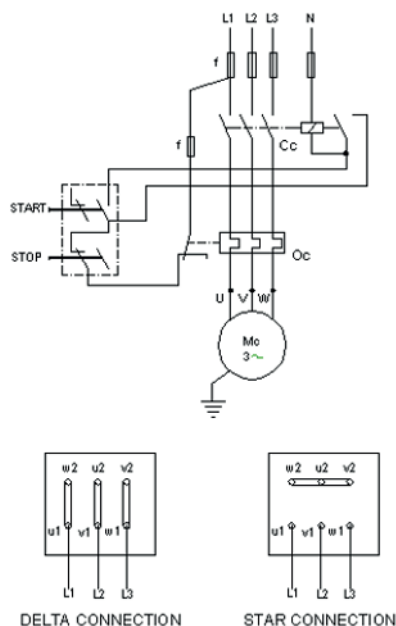 L1 L2 L3 N
f
f
Cc
START
STOP
Oc
U V W
Mc
3~
w2 u2 v2
w2 u2 v2
u1 v1 w1
u1 v1 w1
L1 L2 L3
L1 L2 L3
DELTA CONNECTION
STAR CONNECTION